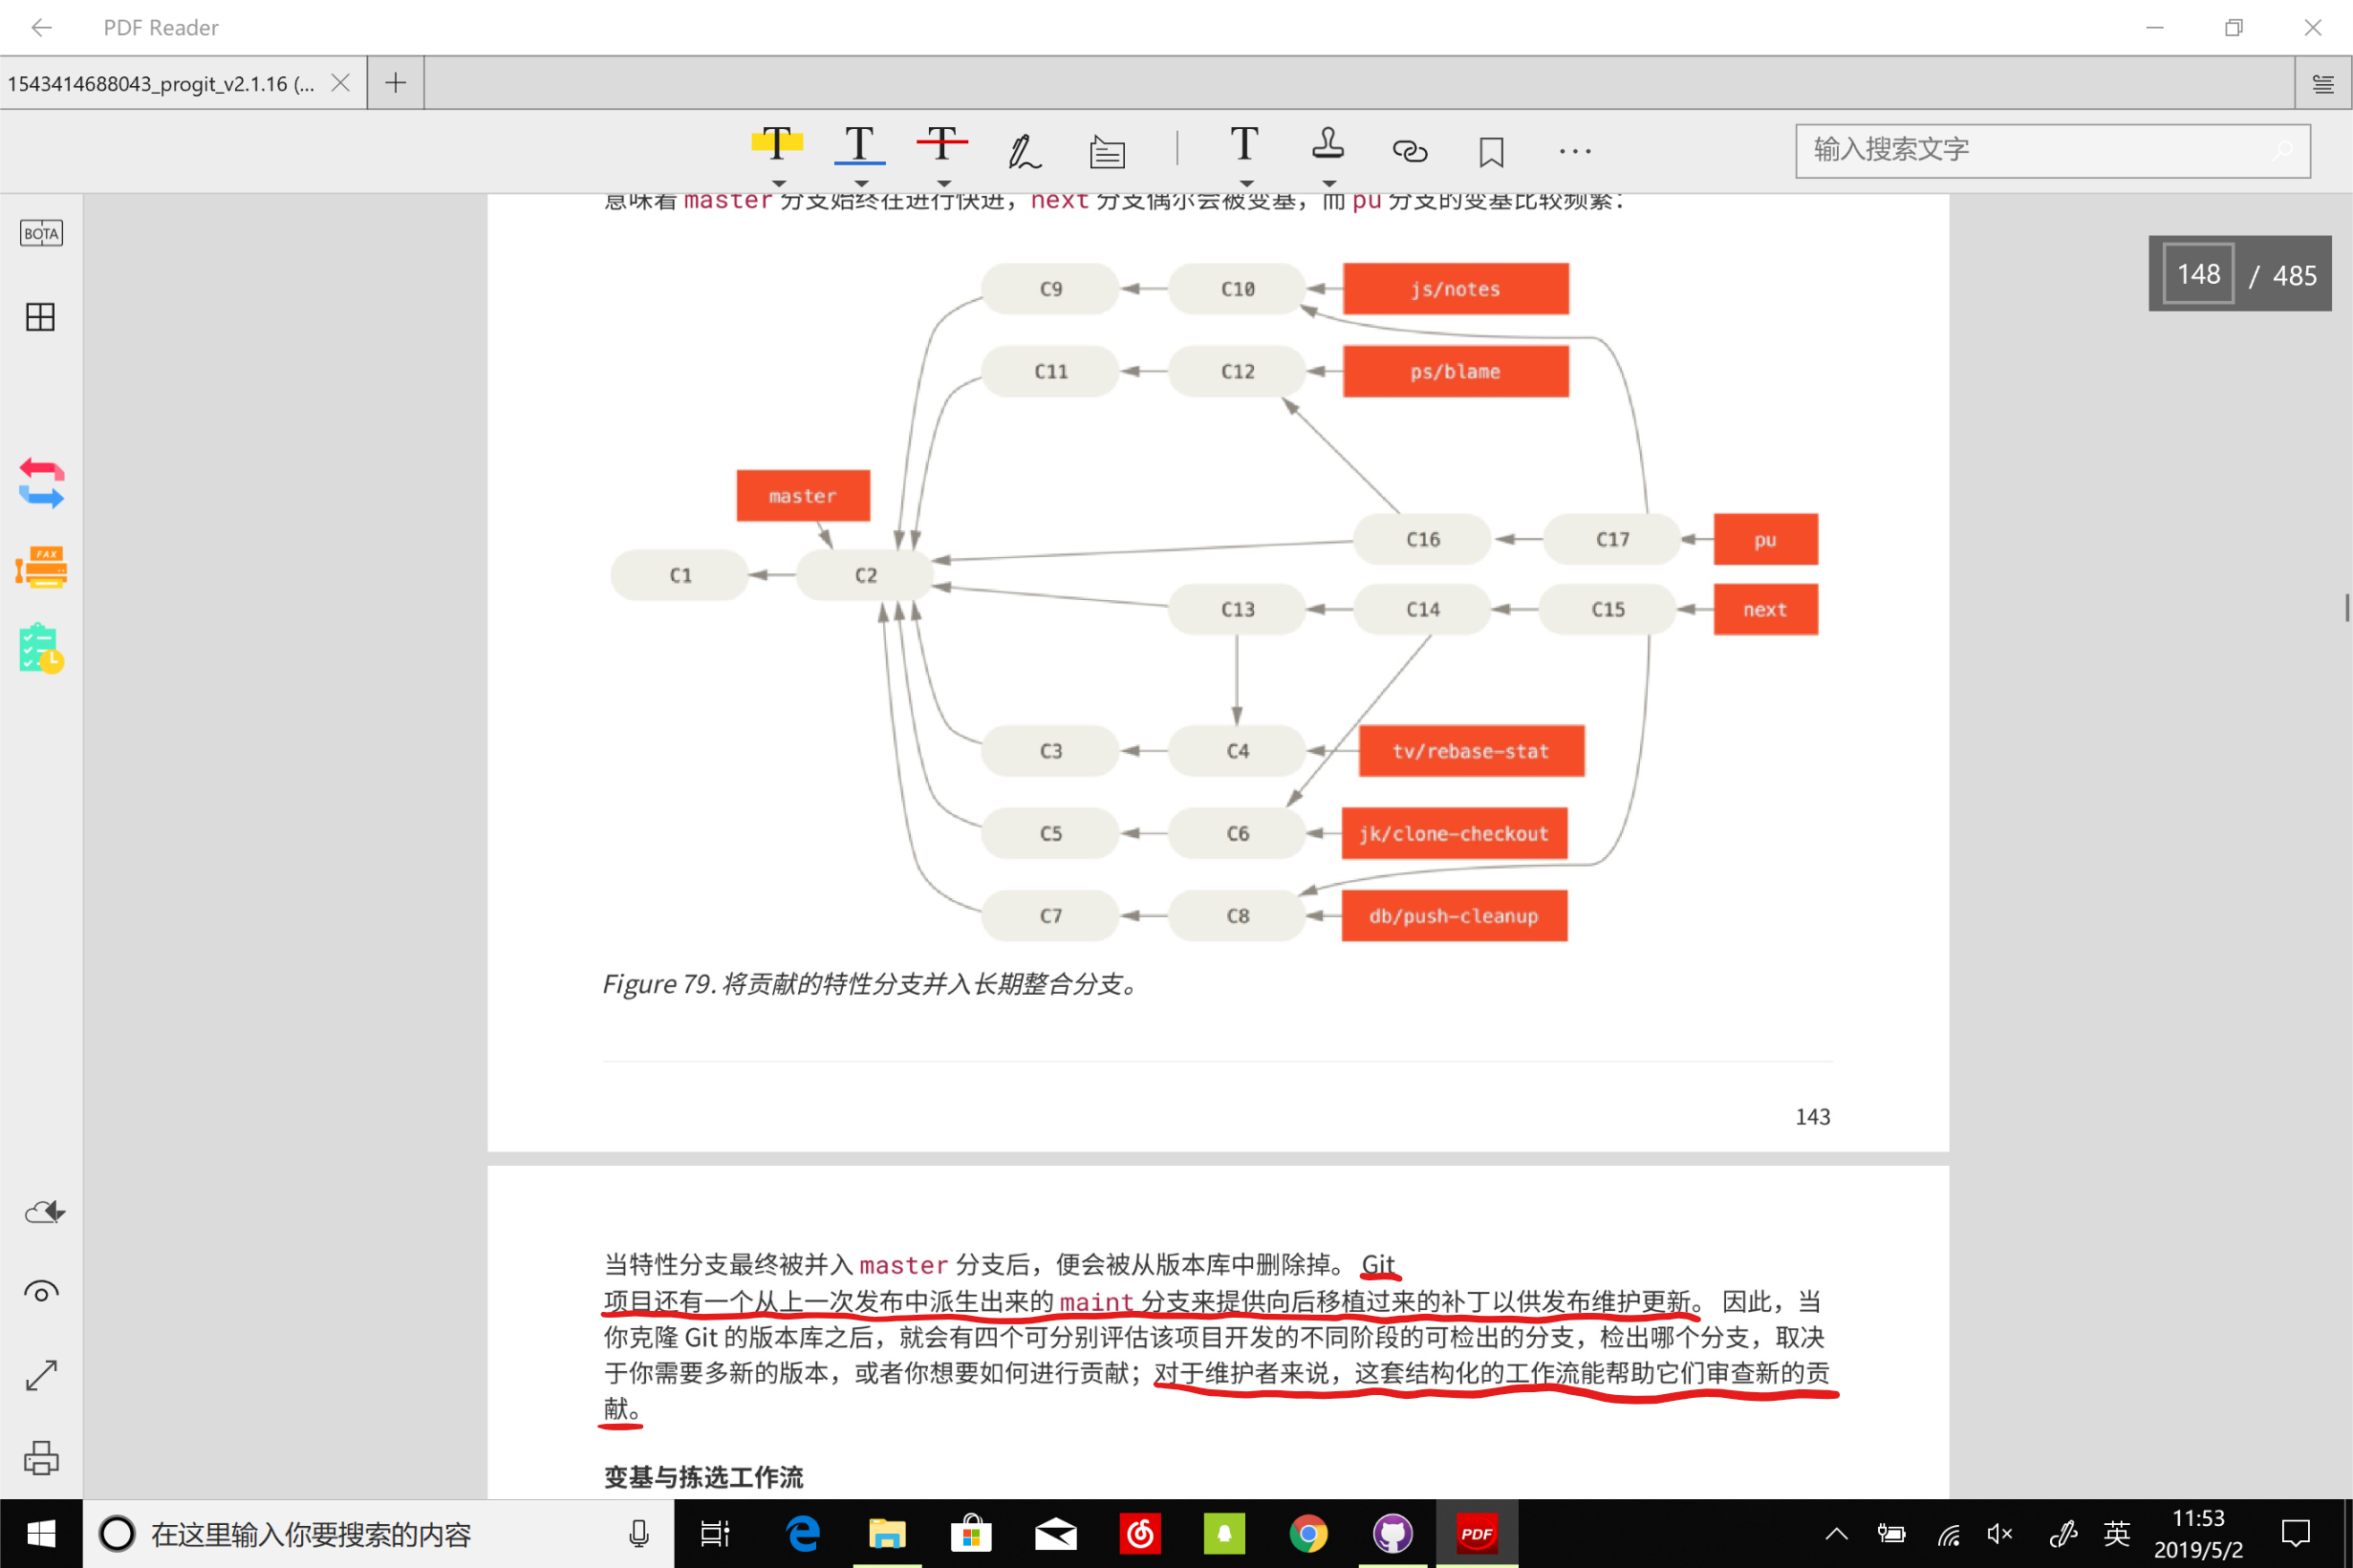 PDF Reader
1543414688043_progit_v2.1.16 (...
T T T T
输入搜索文字
BOTA
148 / 485
意味着 master 分支始终在进行快进，next 分支偶尔会被变基，而 pu 分支的变基比较频繁：
C9 C10 js/notes
C11 C12 ps/blame
master
C16 C17 pu
C1 C2
C13 C14 C15 next
C3 C4 tv/rebase-stat
C5 C6 jk/clone-checkout
C7 C8 db/push-cleanup
FAX
Figure 79. 将贡献的特性分支并入长期整合分支。
143
当特性分支最终被并入 master 分支后，便会被从版本库中删除掉。 Git
项目还有一个从上一次发布中派生出来的 maint 分支来提供向后移植过来的补丁以供发布维护更新。 因此，当
你克隆 Git 的版本库之后，就会有四个可分别评估该项目开发的不同阶段的可检出的分支，检出哪个分支，取决
于你需要多新的版本，或者你想要如何进行贡献；对于维护者来说，这套结构化的工作流能帮助它们审查新的贡
献。
变基与拣选工作流
在这里输入你要搜索的内容
PDF
英
11:53
2019/5/2